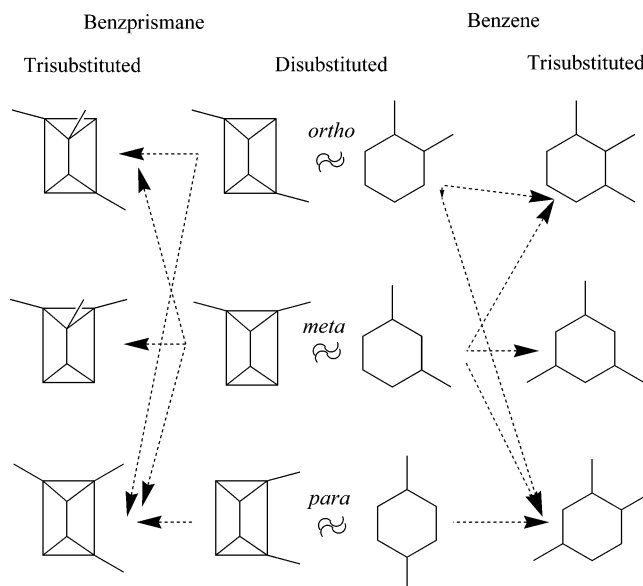 Benzprismane Benzene
Trisubstituted Disubstituted Trisubstituted
ortho
meta
para